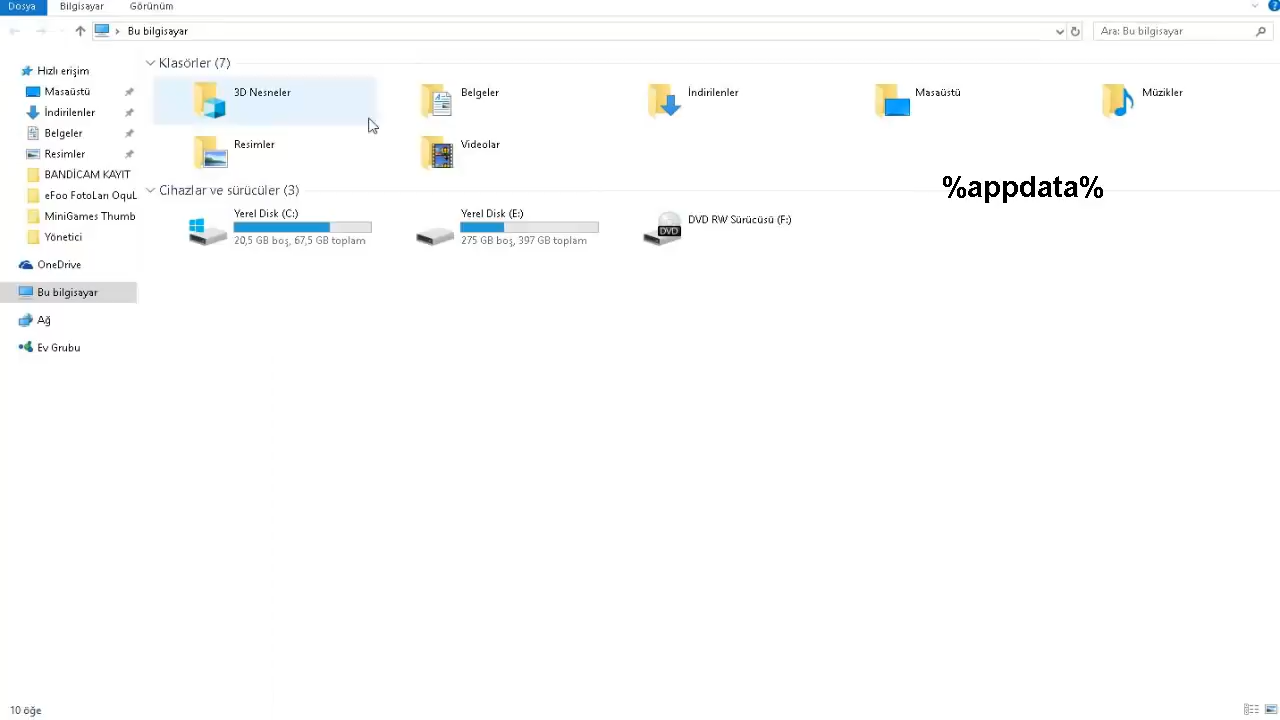 Dosya Bilgisayar Görünüm
Bu bilgisayar
Ara: Bu bilgisayar
Hızlı erişim
Masaüstü
İndirilenler
Belgeler
Resimler
BANDİCAM KAYIT
eFoo FotoLarı OquL
MiniGames Thumb
Yönetici
OneDrive
Bu bilgisayar
Ağ
Ev Grubu
Klasörler (7)
3D Nesneler
Belgeler
İndirilenler
Masaüstü
Müzikler
Resimler
Videolar
%appdata%
Cihazlar ve sürücüler (3)
Yerel Disk (C:)
20,5 GB boş, 67,5 GB toplam
Yerel Disk (E:)
275 GB boş, 397 GB toplam
DVD RW Sürücüsü (F:)
DVD
10 öğe